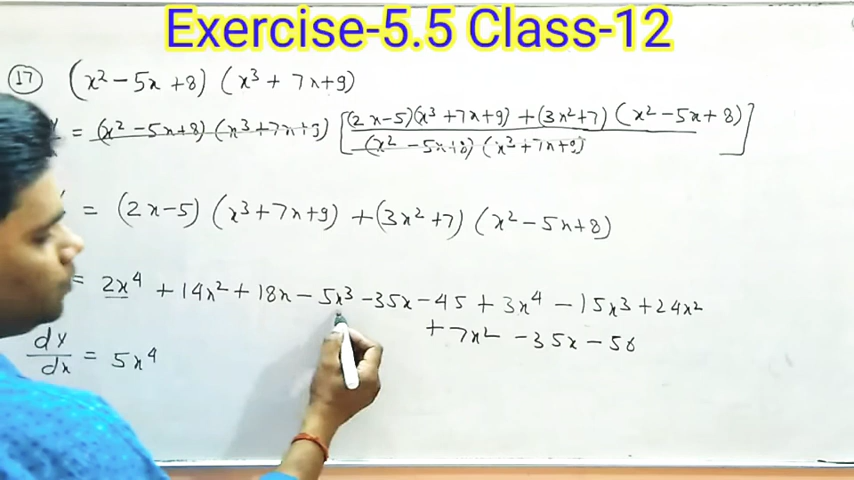 Exercise-5.5 Class-12
17 (x² - 5x + 8) (x³ + 7x + 9)
= (x² - 5x + 8) (x³ + 7x + 9) [(2x - 5)(x³ + 7x + 9) + (3x² + 7) (x² - 5x + 8)]
(x² - 5x + 8) (x³ + 7x + 9)
= (2x - 5) (x³ + 7x + 9) + (3x² + 7) (x² - 5x + 8)
= 2x⁴ + 14x² + 18x - 5x³ - 35x - 45 + 3x⁴ - 15x³ + 24x²
+ 7x² - 35x - 56
dy/dx = 5x⁴